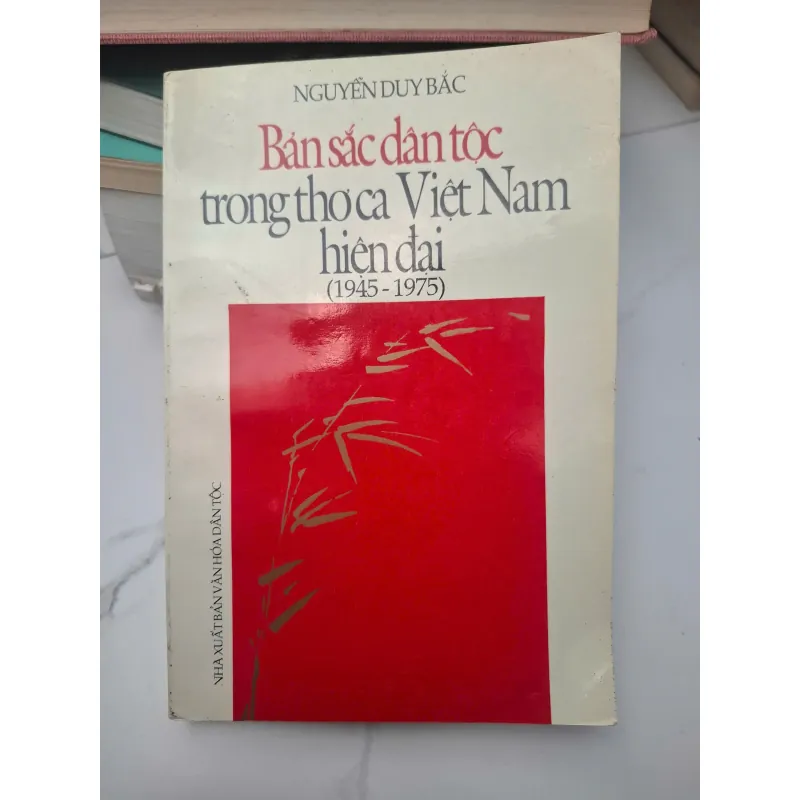 NGUYỄN DUY BẮC
Bản sắc dân tộc
trong thơ ca Việt Nam
hiện đại
(1945 - 1975)
NHÀ XUẤT BẢN VĂN HÓA DÂN TỘC